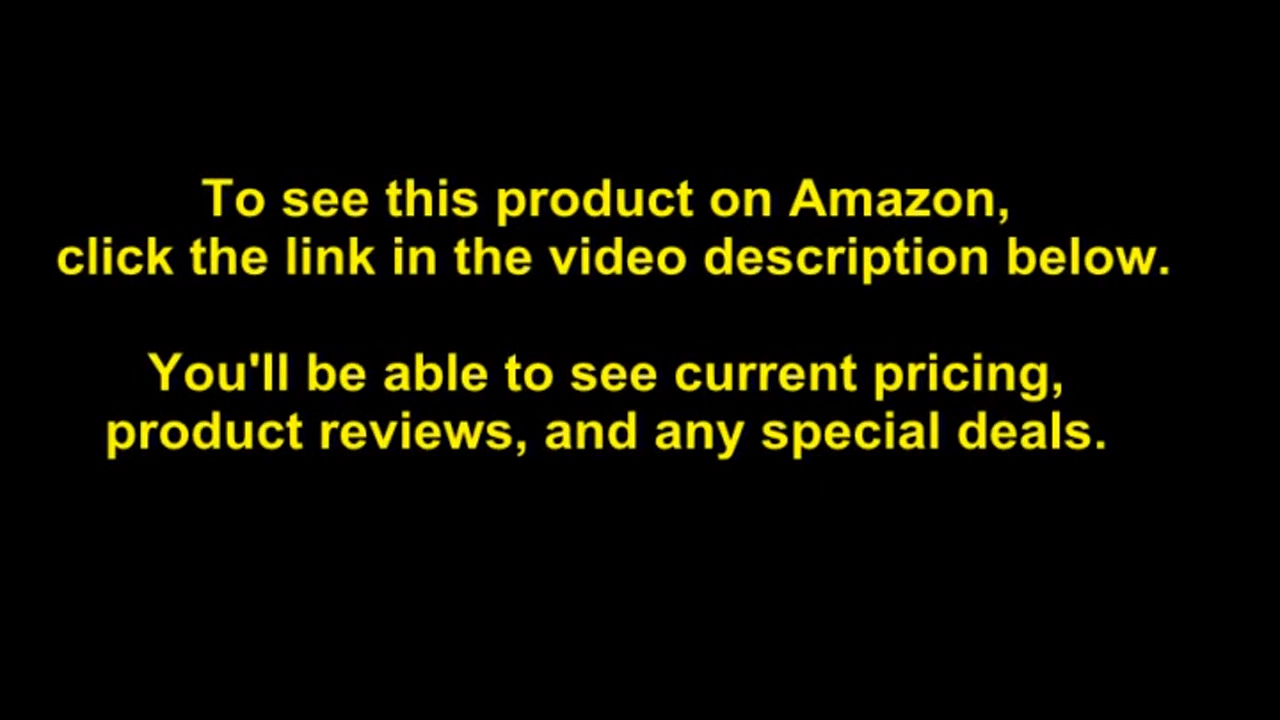 To see this product on Amazon,
click the link in the video description below.
You'll be able to see current pricing,
product reviews, and any special deals.